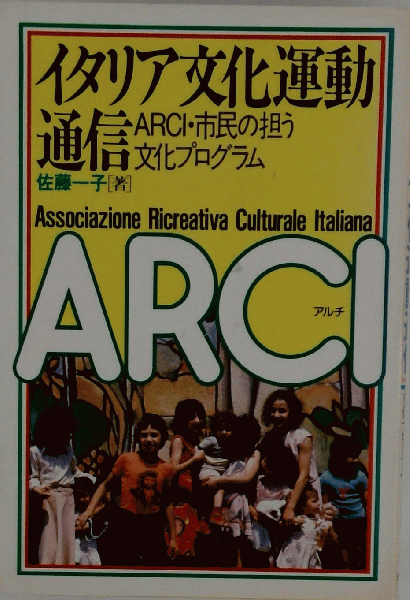 イタリア文化運動
通信
ARCI・市民の担う
文化プログラム
佐藤一子[著]
Associazione Ricreativa Culturale Italiana
ARCI
アルチ